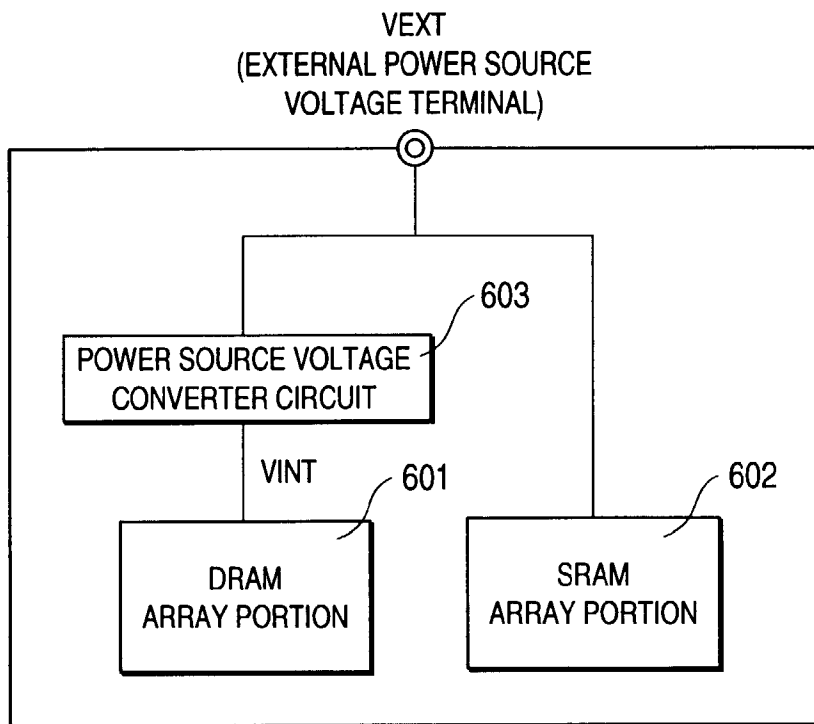 VEXT
(EXTERNAL POWER SOURCE
VOLTAGE TERMINAL)
603
POWER SOURCE VOLTAGE
CONVERTER CIRCUIT
VINT
601
602
DRAM
ARRAY PORTION
SRAM
ARRAY PORTION